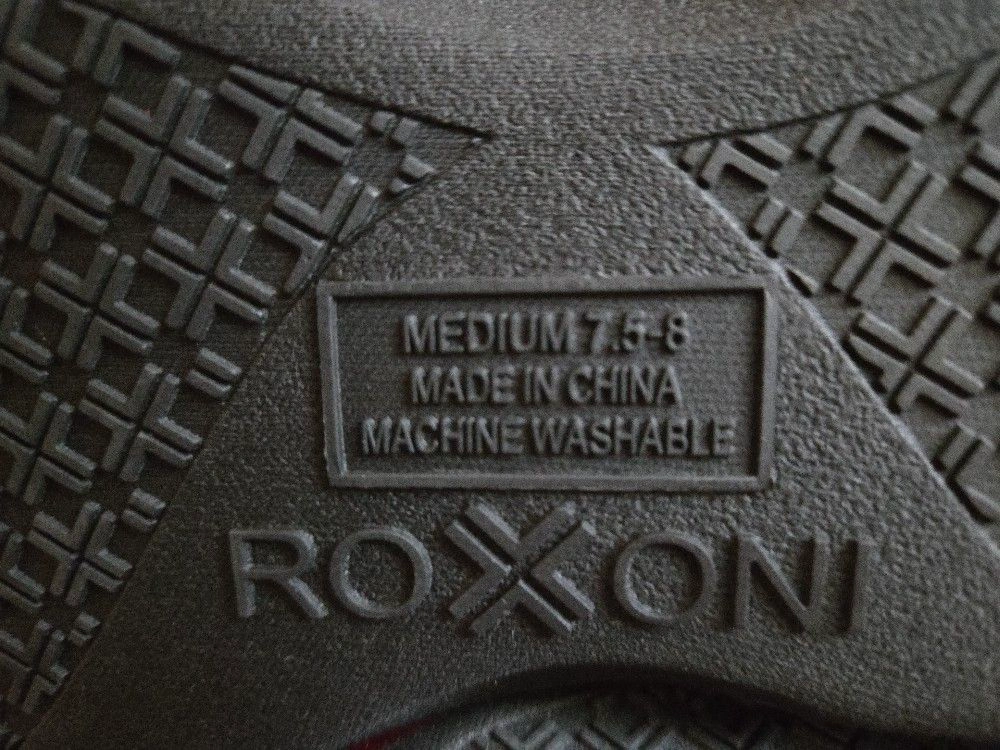 MEDIUM 7.5-8
MADE IN CHINA
MACHINE WASHABLE
ROXONI